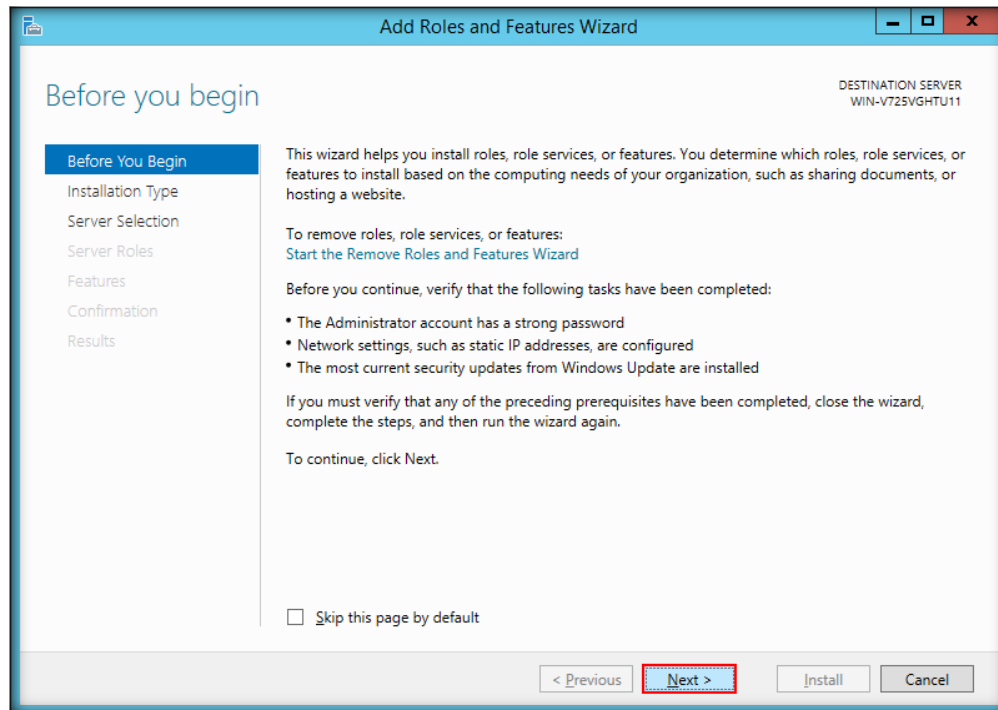 Add Roles and Features Wizard
Before you begin
DESTINATION SERVER
WIN-V725VGHTU11
Before You Begin
Installation Type
Server Selection
Server Roles
Features
Confirmation
Results
This wizard helps you install roles, role services, or features. You determine which roles, role services, or
features to install based on the computing needs of your organization, such as sharing documents, or
hosting a website.
To remove roles, role services, or features:
Start the Remove Roles and Features Wizard
Before you continue, verify that the following tasks have been completed:
• The Administrator account has a strong password
• Network settings, such as static IP addresses, are configured
• The most current security updates from Windows Update are installed
If you must verify that any of the preceding prerequisites have been completed, close the wizard,
complete the steps, and then run the wizard again.
To continue, click Next.
Skip this page by default
< Previous
Next >
Install
Cancel